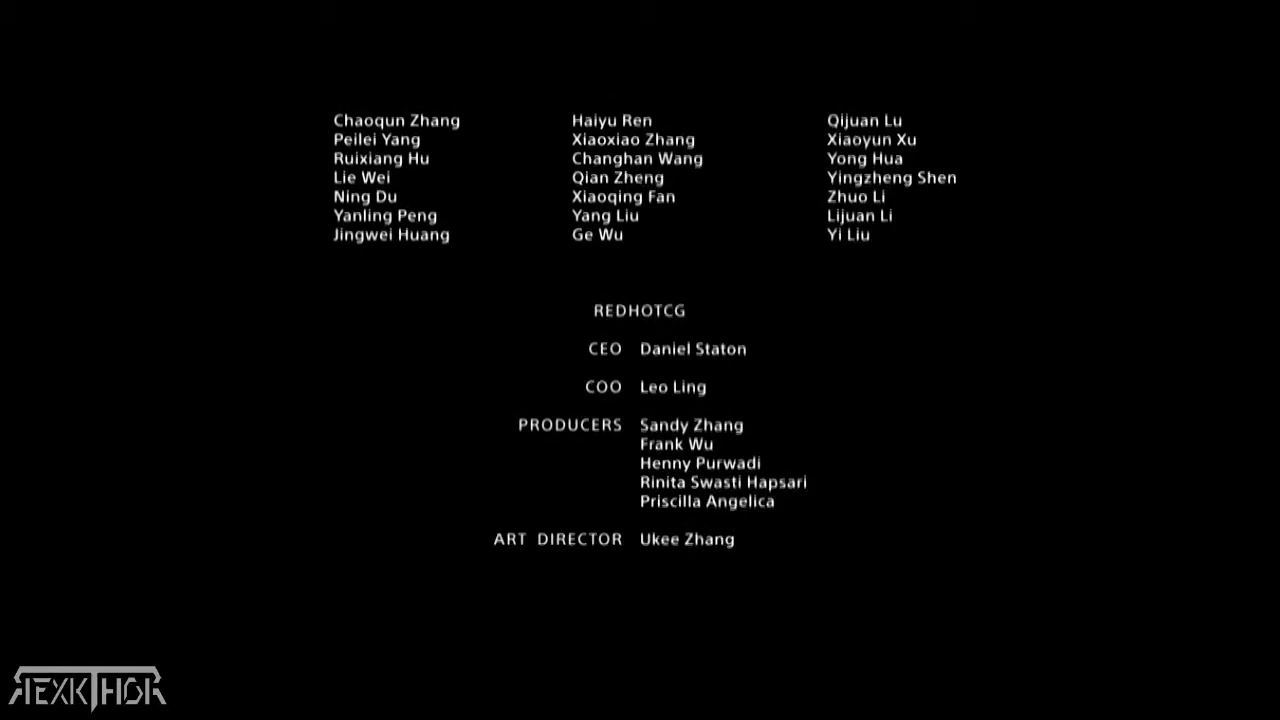 Chaoqun Zhang Haiyu Ren Qijuan Lu
Peilei Yang Xiaoxiao Zhang Xiaoyun Xu
Ruixiang Hu Changhan Wang Yong Hua
Lie Wei Qian Zheng Yingzheng Shen
Ning Du Xiaoqing Fan Zhuo Li
Yanling Peng Yang Liu Lijuan Li
Jingwei Huang Ge Wu Yi Liu
REDHOTCG
CEO Daniel Staton
COO Leo Ling
PRODUCERS Sandy Zhang
Frank Wu
Henny Purwadi
Rinita Swasti Hapsari
Priscilla Angelica
ART DIRECTOR Ukee Zhang